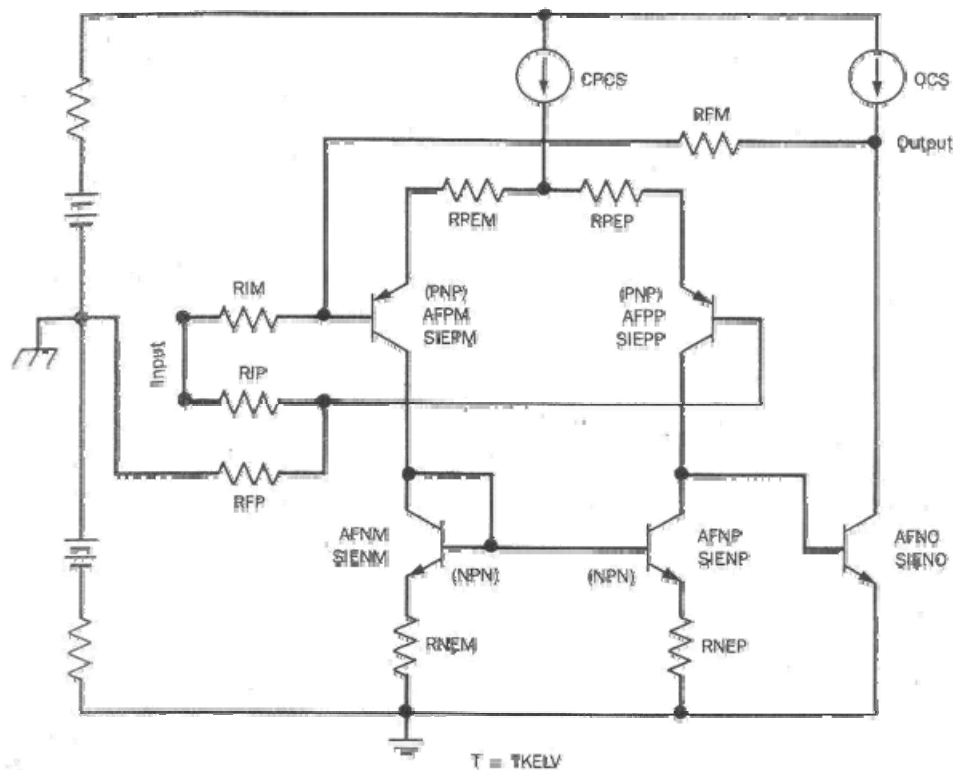 CPCS
OCS
RFM
Output
RPEM
RPEP
RIM
(PNP)
AFPM
SIEPM
(PNP)
AFPP
SIEPP
Input
RIP
RFP
AFNM
SIENM
(NPN)
(NPN)
AFNP
SIENP
AFNO
SIENO
RNEM
RNEP
T = TKELV